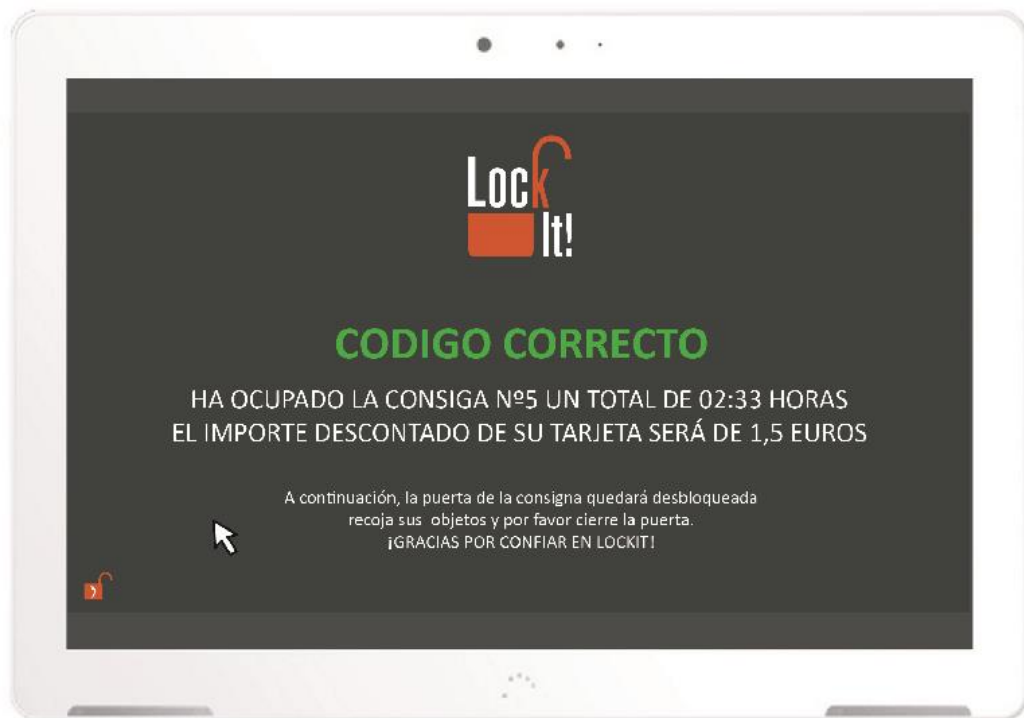 Lock
It!
CODIGO CORRECTO
HA OCUPADO LA CONSIGA Nº5 UN TOTAL DE 02:33 HORAS
EL IMPORTE DESCONTADO DE SU TARJETA SERÁ DE 1,5 EUROS
A continuación, la puerta de la consigna quedará desbloqueada
recoja sus objetos y por favor cierre la puerta.
¡GRACIAS POR CONFIAR EN LOCKIT!